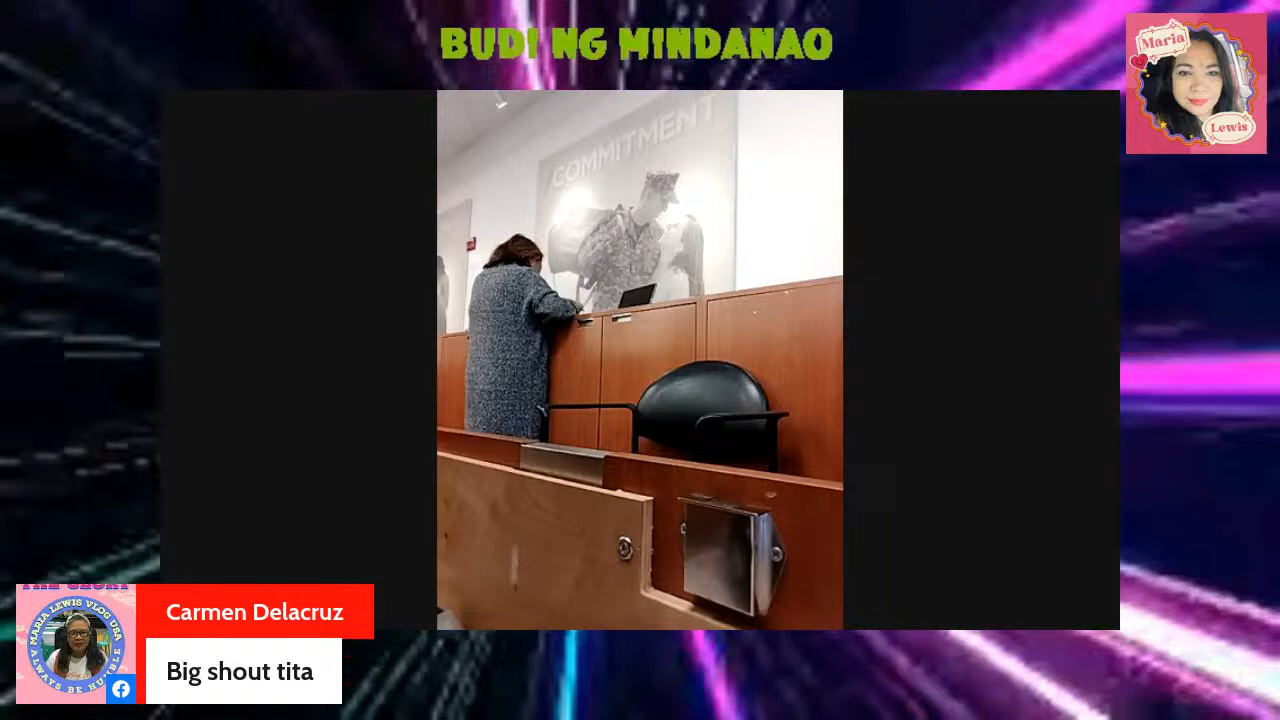 BUDI NG MINDANAO
Maria
Lewis
COMMITMENT
MARIA LEWIS VLOG USA
ALWAYS BE HUMBLE
Carmen Delacruz
Big shout tita